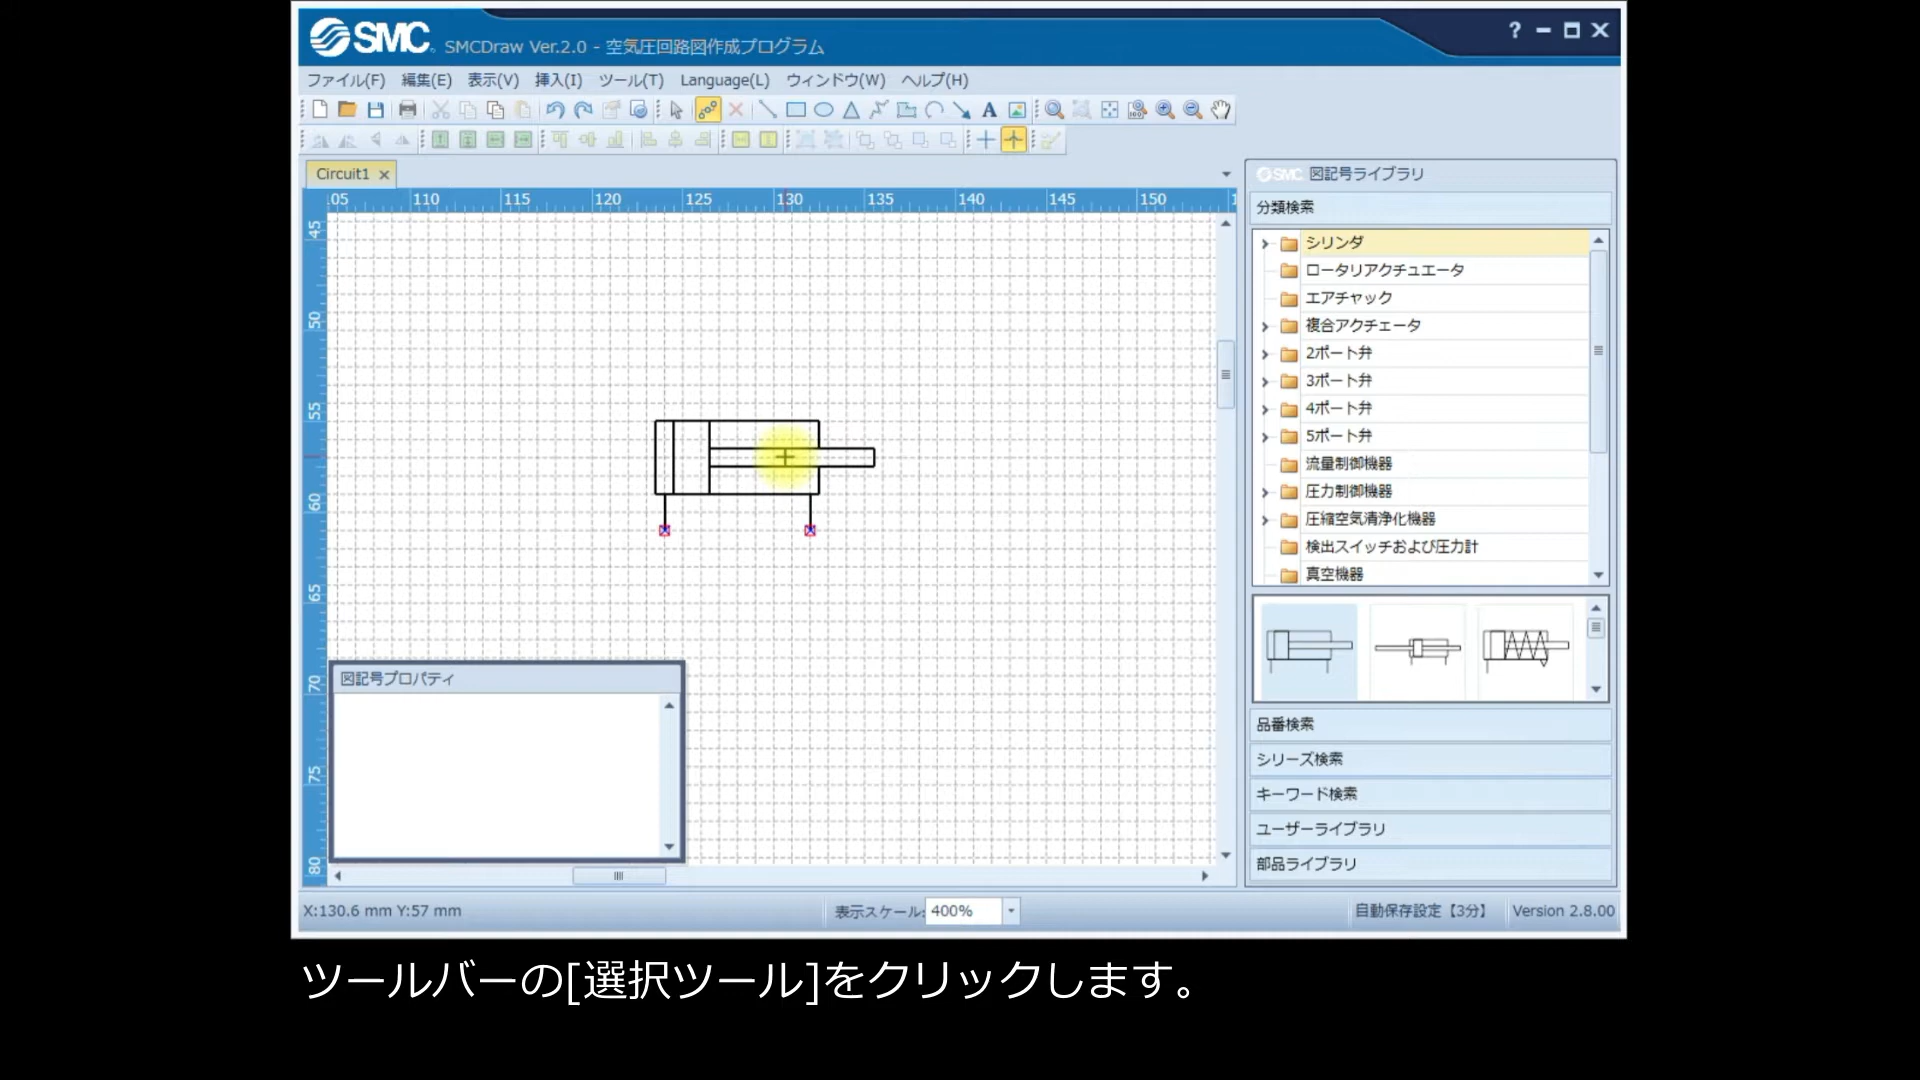 SMC SMCDraw Ver.2.0 - 空気圧回路図作成プログラム
ファイル(F) 編集(E) 表示(V) 挿入(I) ツール(T) Language(L) ウィンドウ(W) ヘルプ(H)
Circuit1
105 110 115 120 125 130 135 140 145 150
45
50
55
60
65
70
75
80
図記号プロパティ
SMC 図記号ライブラリ
分類検索
シリンダ
ロータリアクチュエータ
エアチャック
複合アクチェータ
2ポート弁
3ポート弁
4ポート弁
5ポート弁
流量制御機器
圧力制御機器
圧縮空気清浄化機器
検出スイッチおよび圧力計
真空機器
品番検索
シリーズ検索
キーワード検索
ユーザーライブラリ
部品ライブラリ
X:130.6 mm Y:57 mm
表示スケール: 400%
自動保存設定【3分】
Version 2.8.00
ツールバーの[選択ツール]をクリックします。